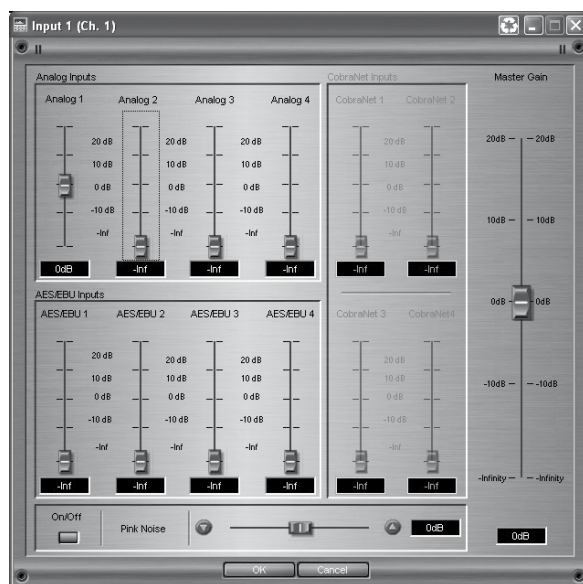 Input 1 (Ch. 1)
Analog Inputs
Analog 1 Analog 2 Analog 3 Analog 4
20 dB 20 dB 20 dB
10 dB 10 dB 10 dB
0 dB 0 dB 0 dB
-10 dB -10 dB -10 dB
-Inf -Inf -Inf
0dB -Inf -Inf -Inf
CobraNet Inputs
CobraNet 1 CobraNet 2
20 dB
10 dB
0 dB
-10 dB
-Inf
-Inf -Inf
Master Gain
20dB 20dB
10dB 10dB
0dB 0dB
-10dB -10dB
-Infinity -Infinity
0dB
AES/EBU Inputs
AES/EBU 1 AES/EBU 2 AES/EBU 3 AES/EBU 4
20 dB 20 dB 20 dB
10 dB 10 dB 10 dB
0 dB 0 dB 0 dB
-10 dB -10 dB -10 dB
-Inf -Inf -Inf
-Inf -Inf -Inf -Inf
CobraNet 3 CobraNet4
20 dB
10 dB
0 dB
-10 dB
-Inf
-Inf -Inf
On/Off
Pink Noise
0dB
OK Cancel